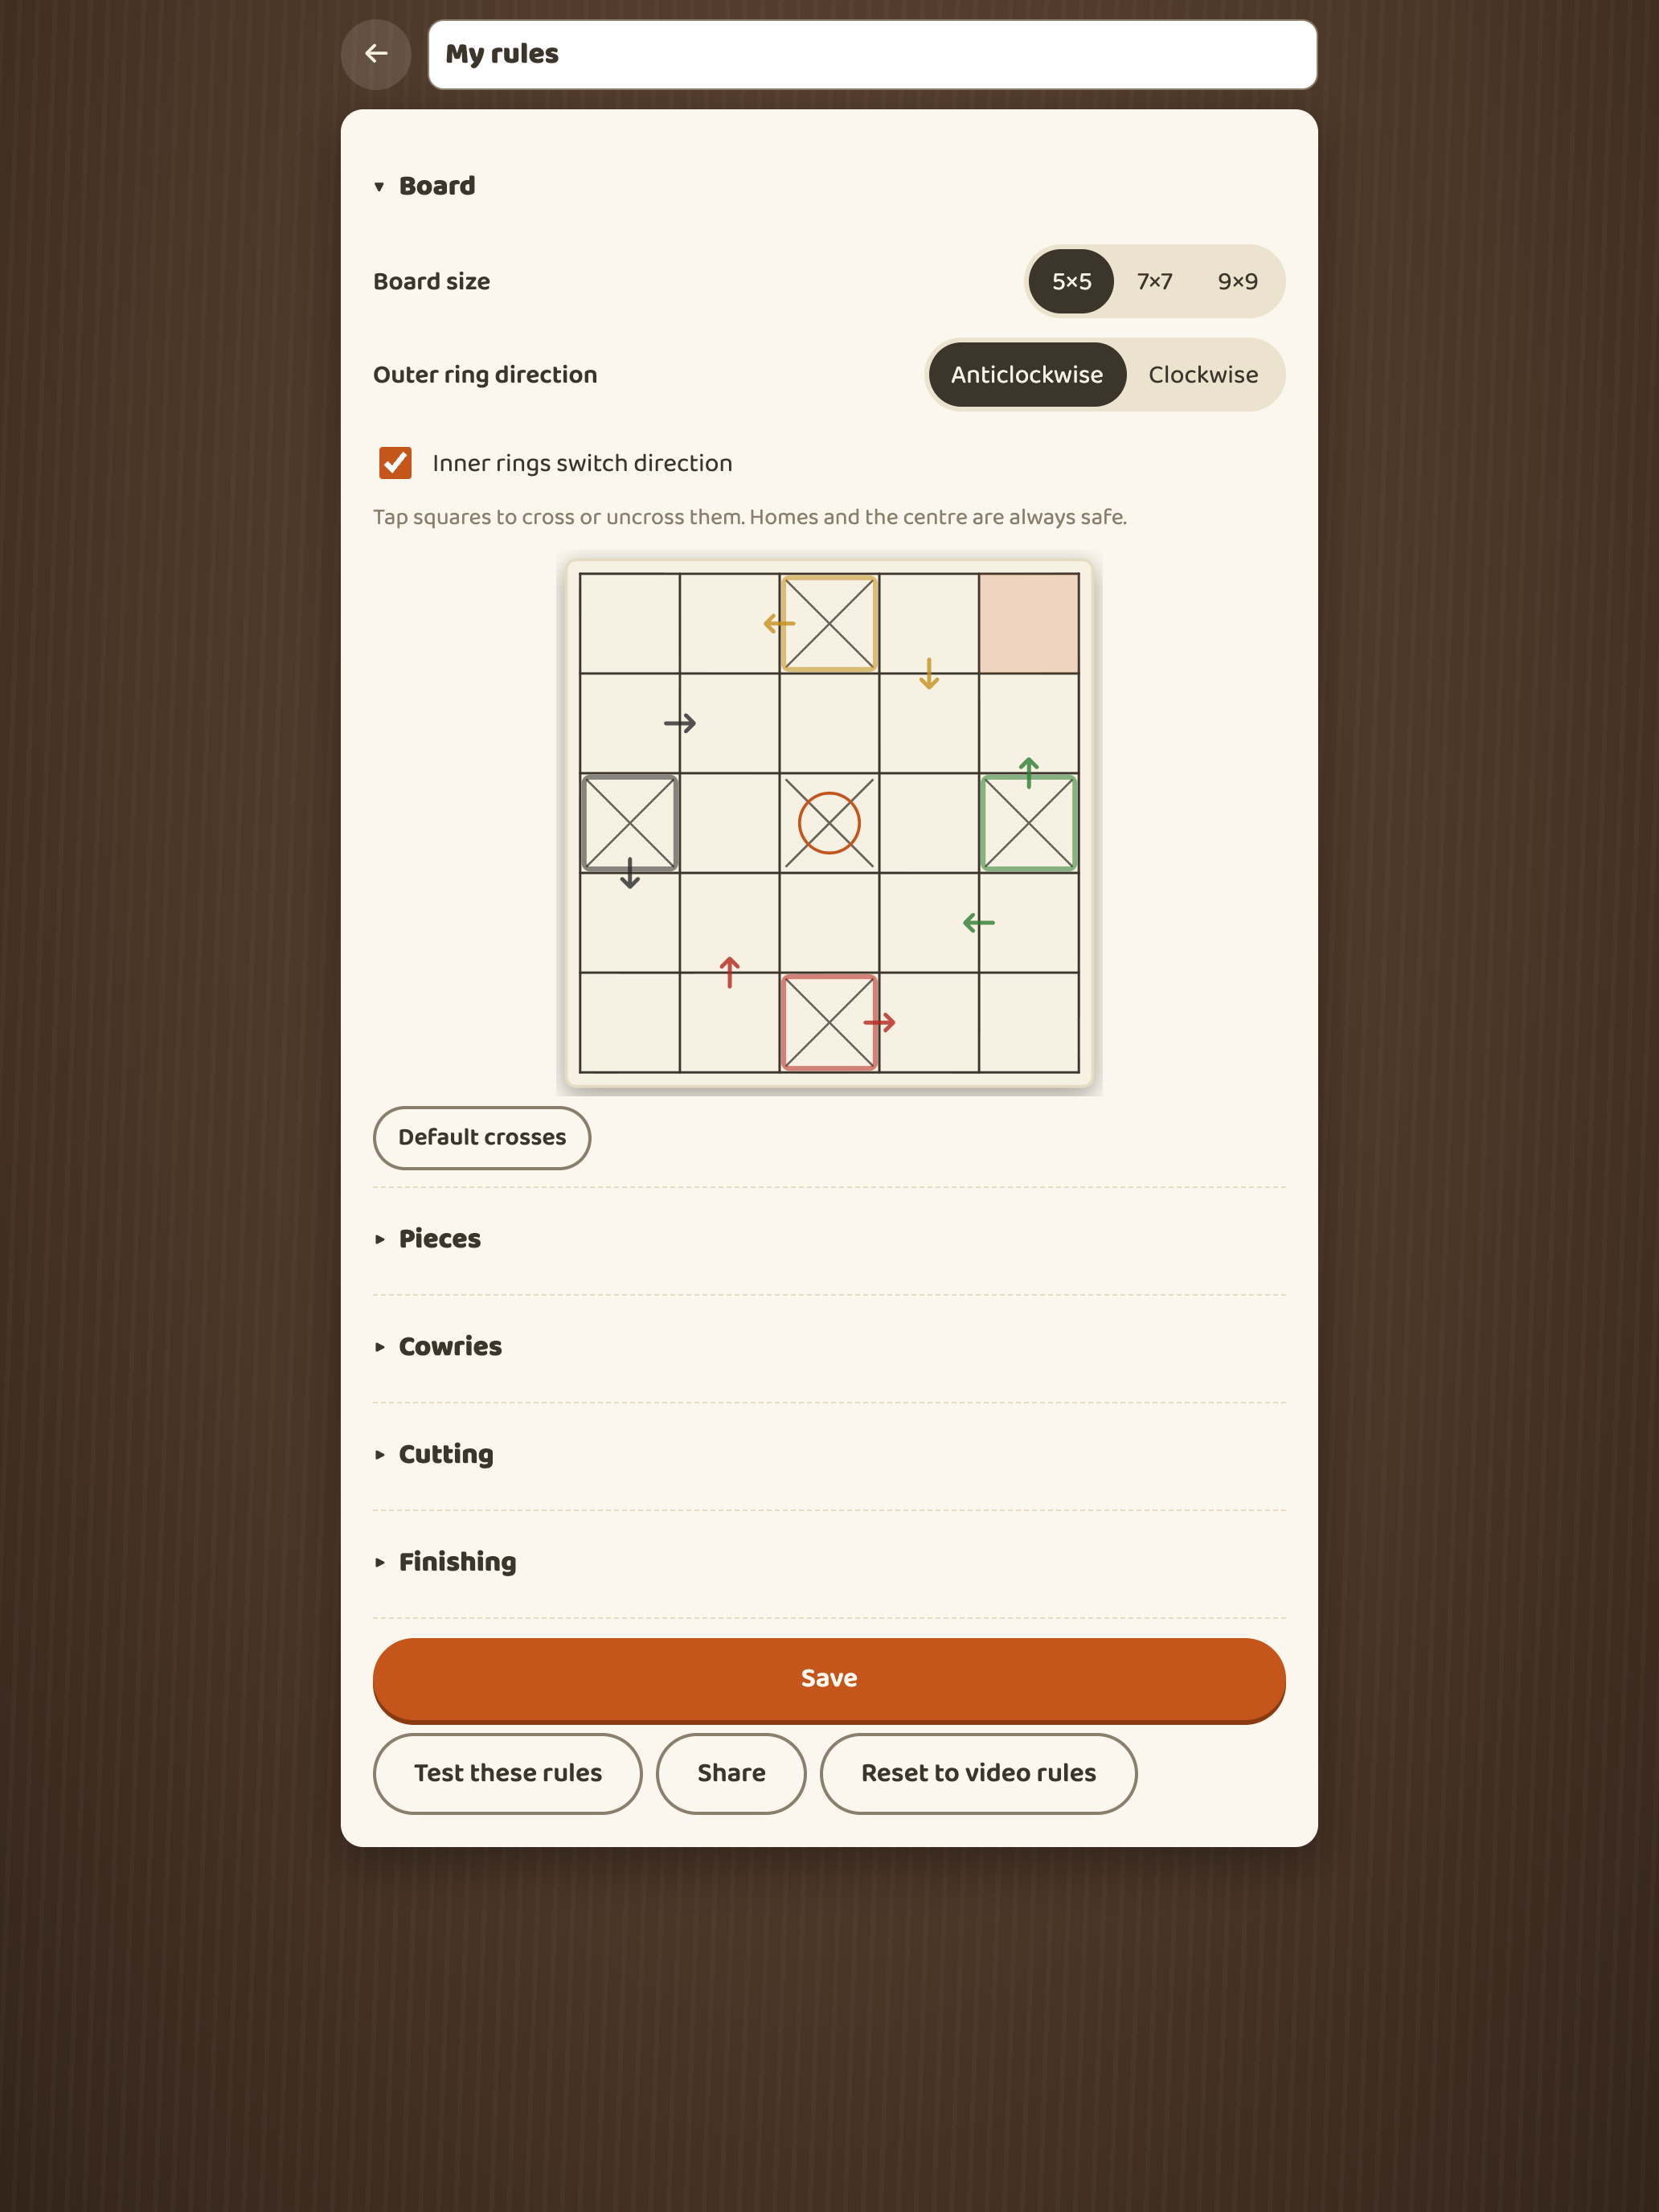 My rules
Board
Board size
5×5 7×7 9×9
Outer ring direction
Anticlockwise Clockwise
Inner rings switch direction
Tap squares to cross or uncross them. Homes and the centre are always safe.
Default crosses
Pieces
Cowries
Cutting
Finishing
Save
Test these rules Share Reset to video rules